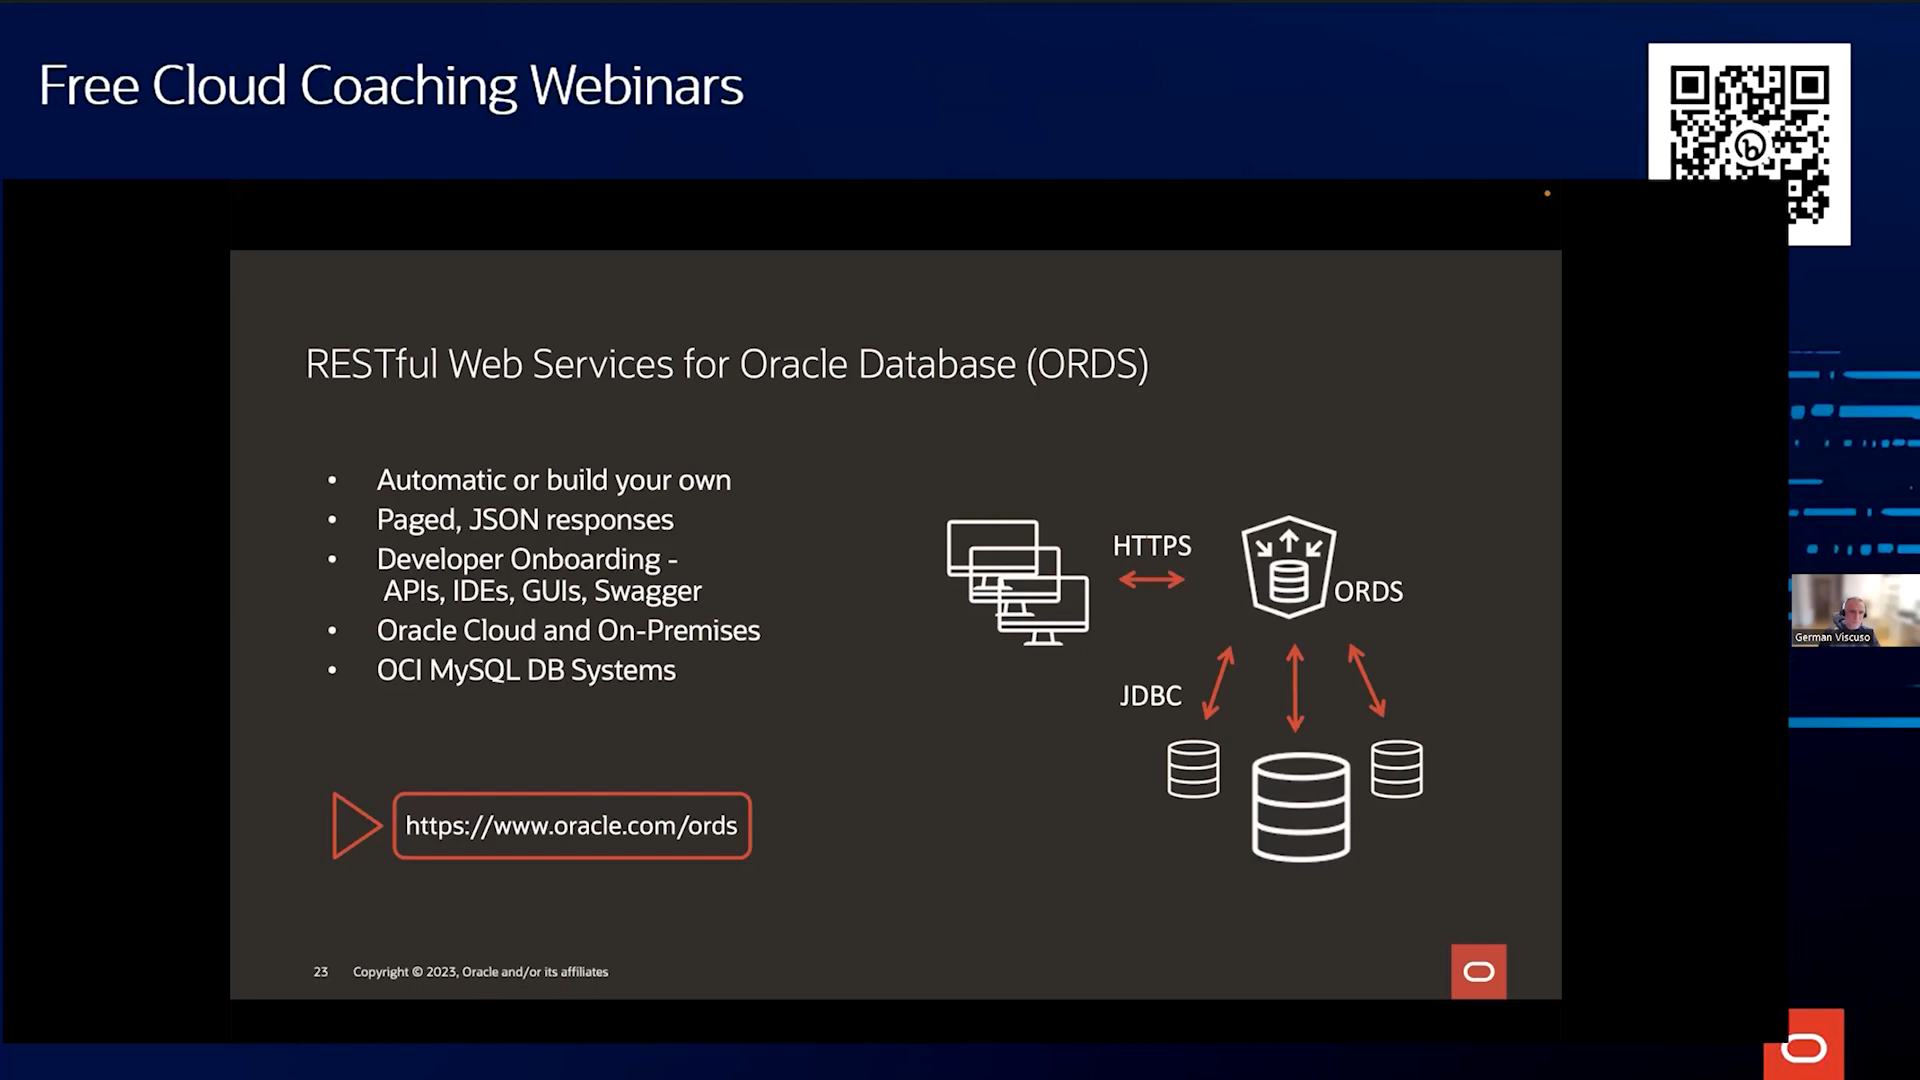 Free Cloud Coaching Webinars
RESTful Web Services for Oracle Database (ORDS)
• Automatic or build your own
• Paged, JSON responses
• Developer Onboarding -
APIs, IDEs, GUIs, Swagger
• Oracle Cloud and On-Premises
• OCI MySQL DB Systems
https://www.oracle.com/ords
HTTPS
ORDS
JDBC
German Viscuso
23 Copyright © 2023, Oracle and/or its affiliates